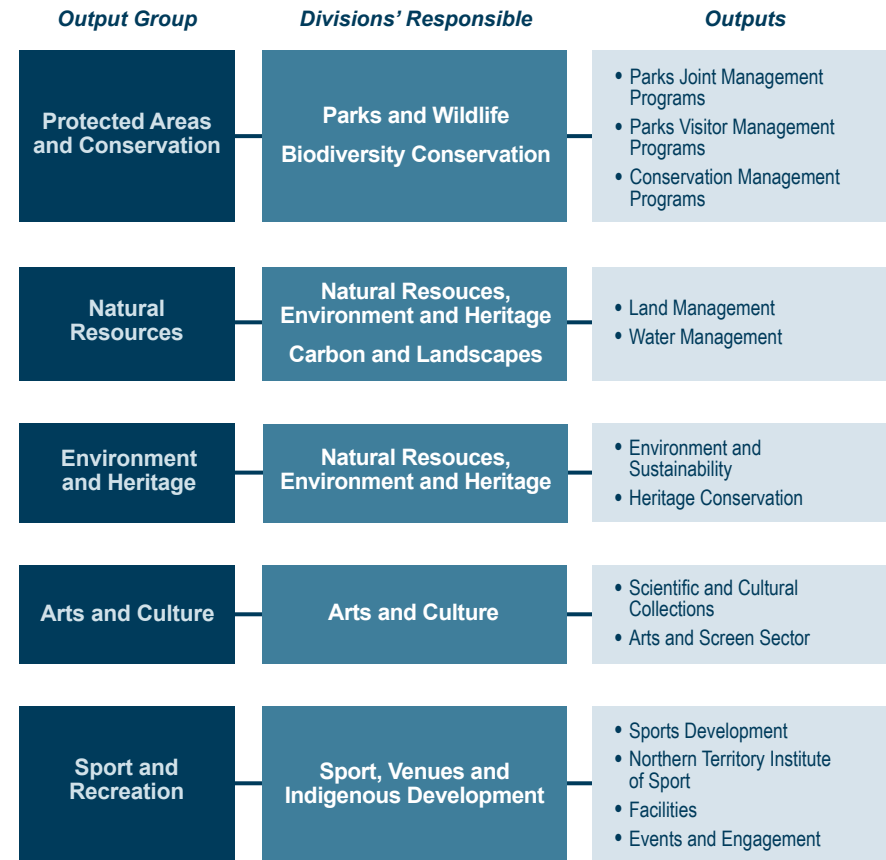 Output Group
Divisions' Responsible
Outputs
Protected Areas
and Conservation
Parks and Wildlife
Biodiversity Conservation
• Parks Joint Management
Programs
• Parks Visitor Management
Programs
• Conservation Management
Programs
Natural
Resources
Natural Resouces,
Environment and Heritage
Carbon and Landscapes
• Land Management
• Water Management
Environment
and Heritage
Natural Resouces,
Environment and Heritage
• Environment and
Sustainability
• Heritage Conservation
Arts and Culture
Arts and Culture
• Scientific and Cultural
Collections
• Arts and Screen Sector
Sport and
Recreation
Sport, Venues and
Indigenous Development
• Sports Development
• Northern Territory Institute
of Sport
• Facilities
• Events and Engagement